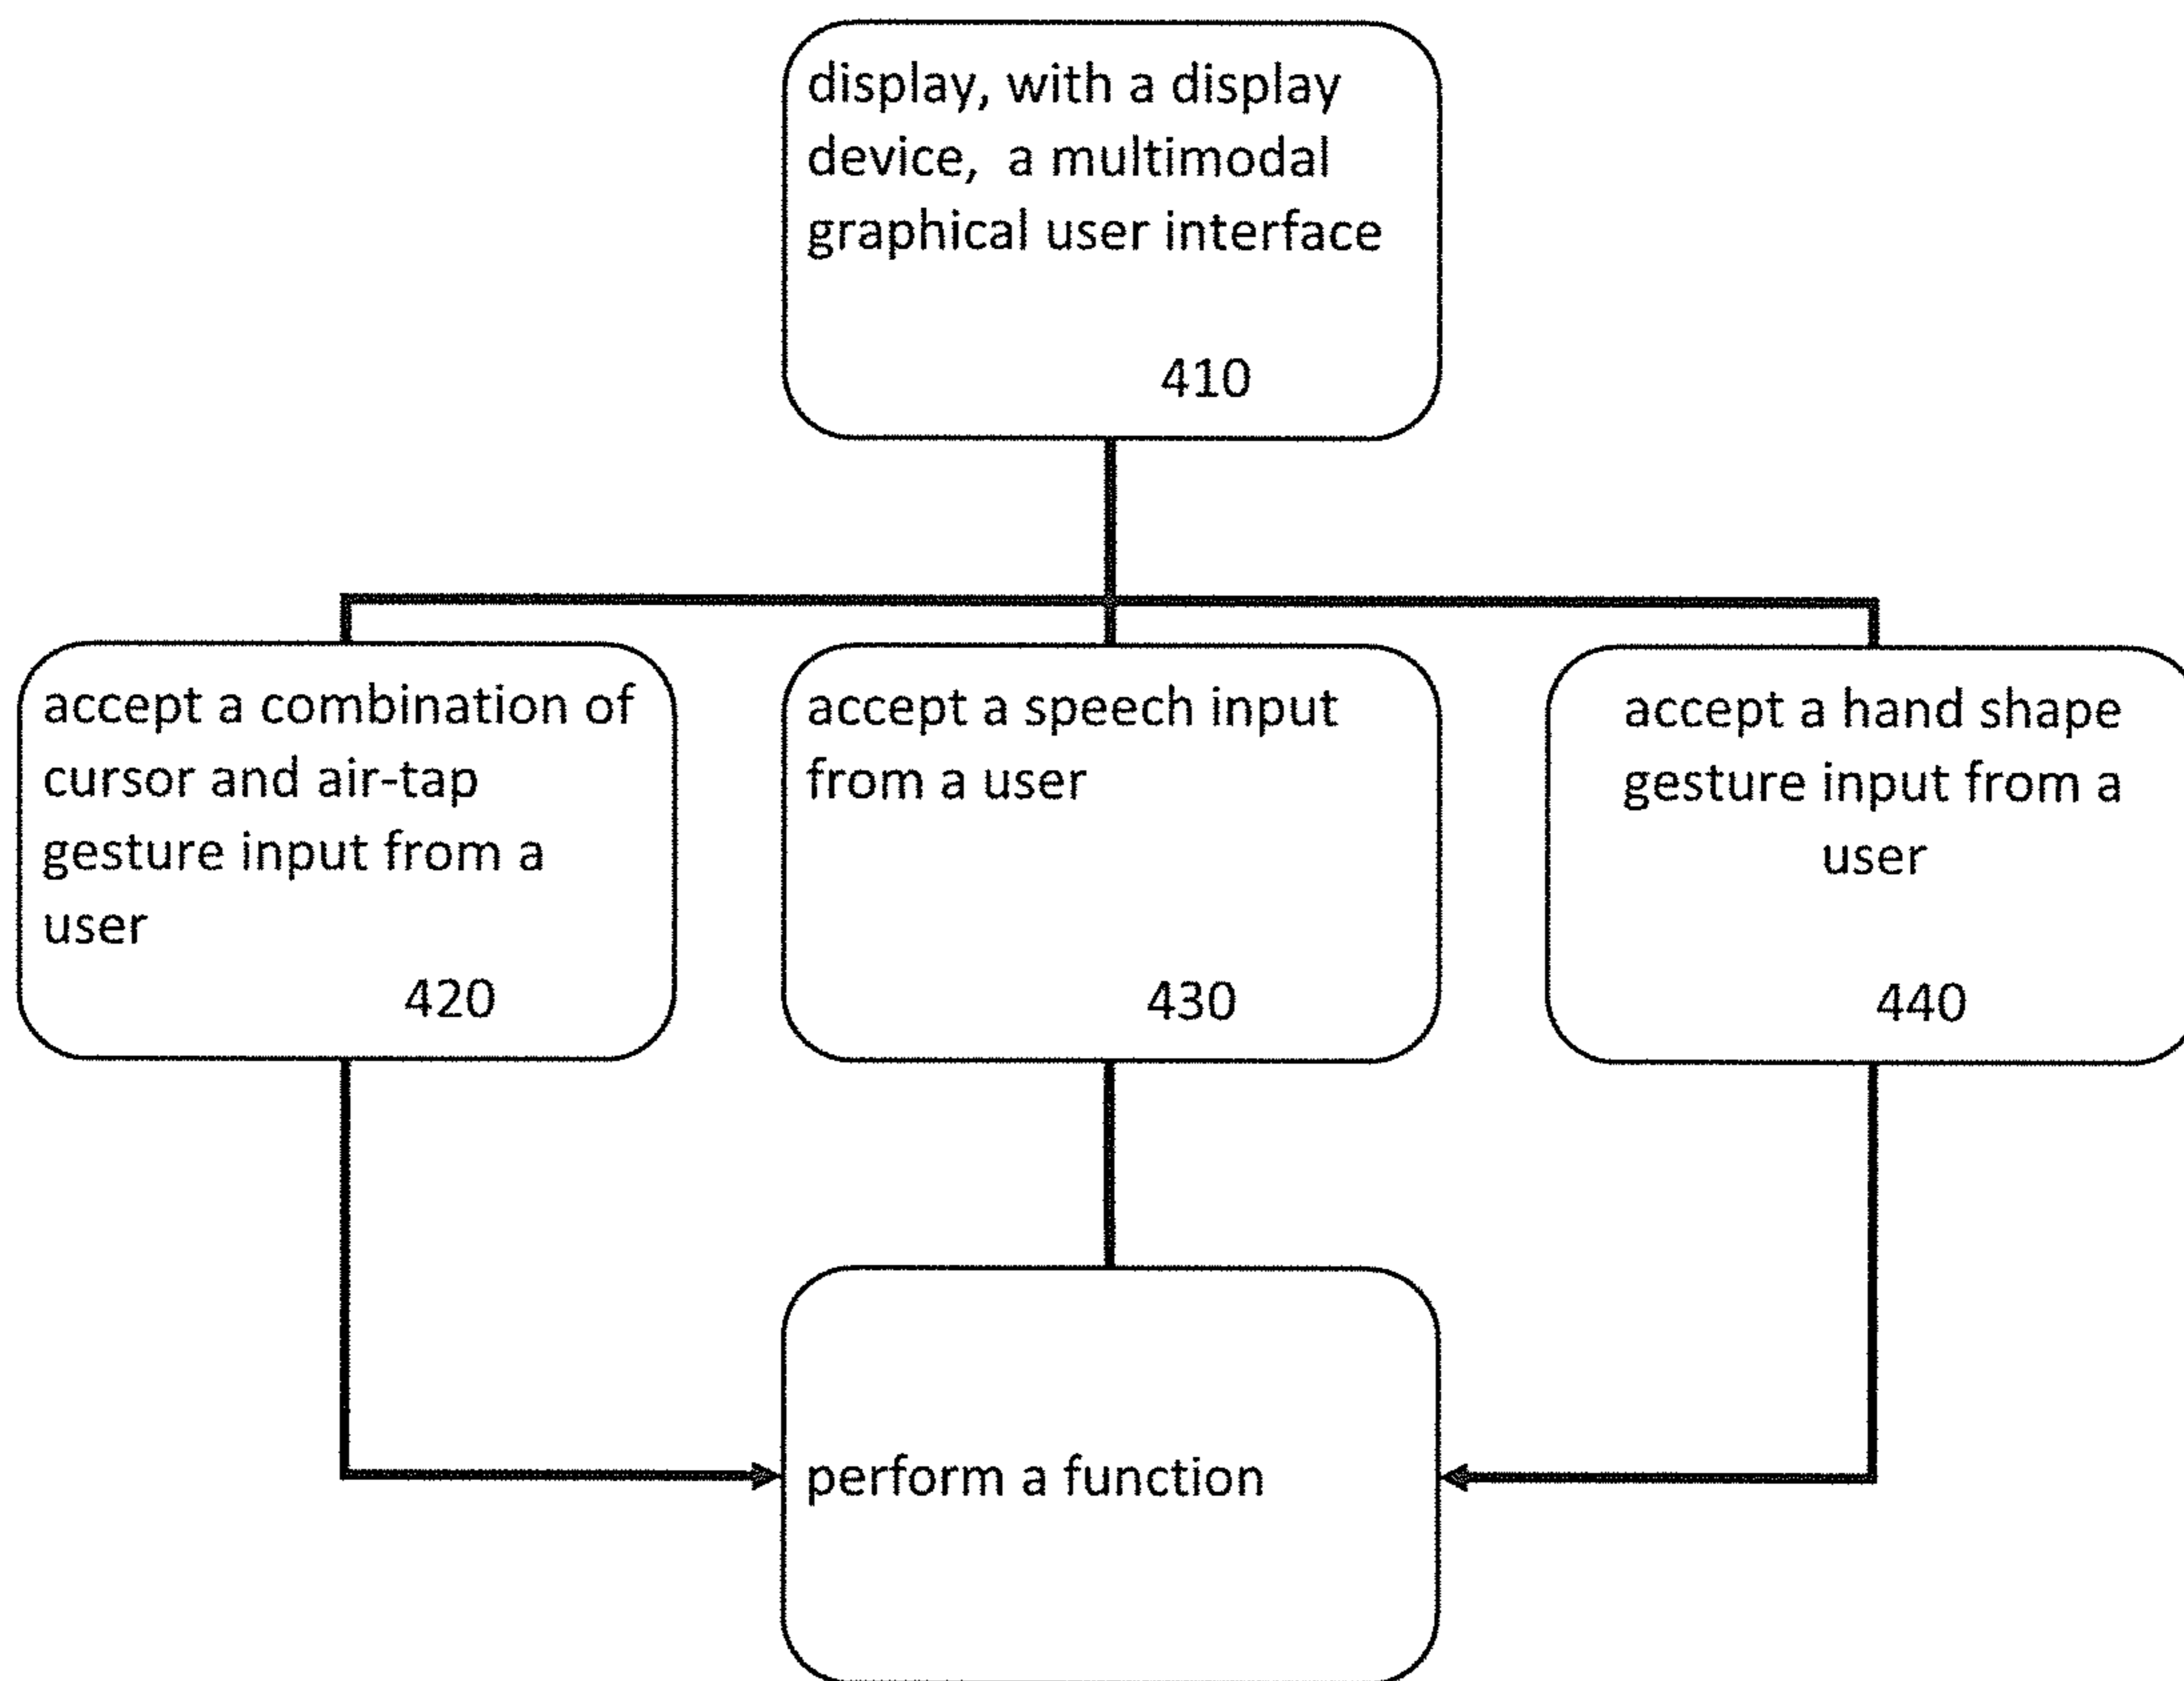 display, with a display
device,  a multimodal
graphical user interface
410
accept a combination of
cursor and air-tap
gesture input from a
user
420
accept a speech input
from a user
430
accept a hand shape
gesture input from a
user
440
perform a function